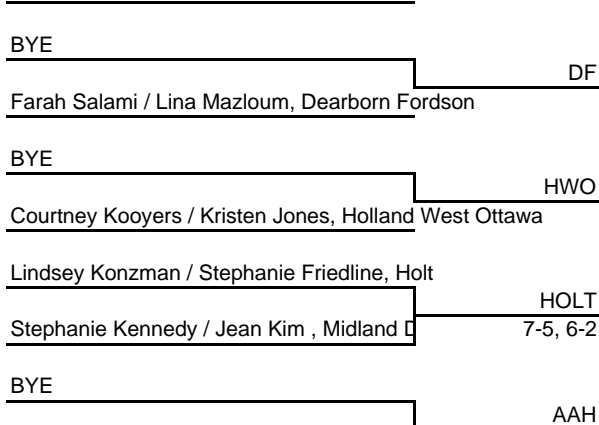 BYE
DF
Farah Salami / Lina Mazloum, Dearborn Fordson
BYE
HWO
Courtney Kooyers / Kristen Jones, Holland West Ottawa
Lindsey Konzman / Stephanie Friedline, Holt
HOLT
Stephanie Kennedy / Jean Kim , Midland 7-5, 6-2
BYE
AAH